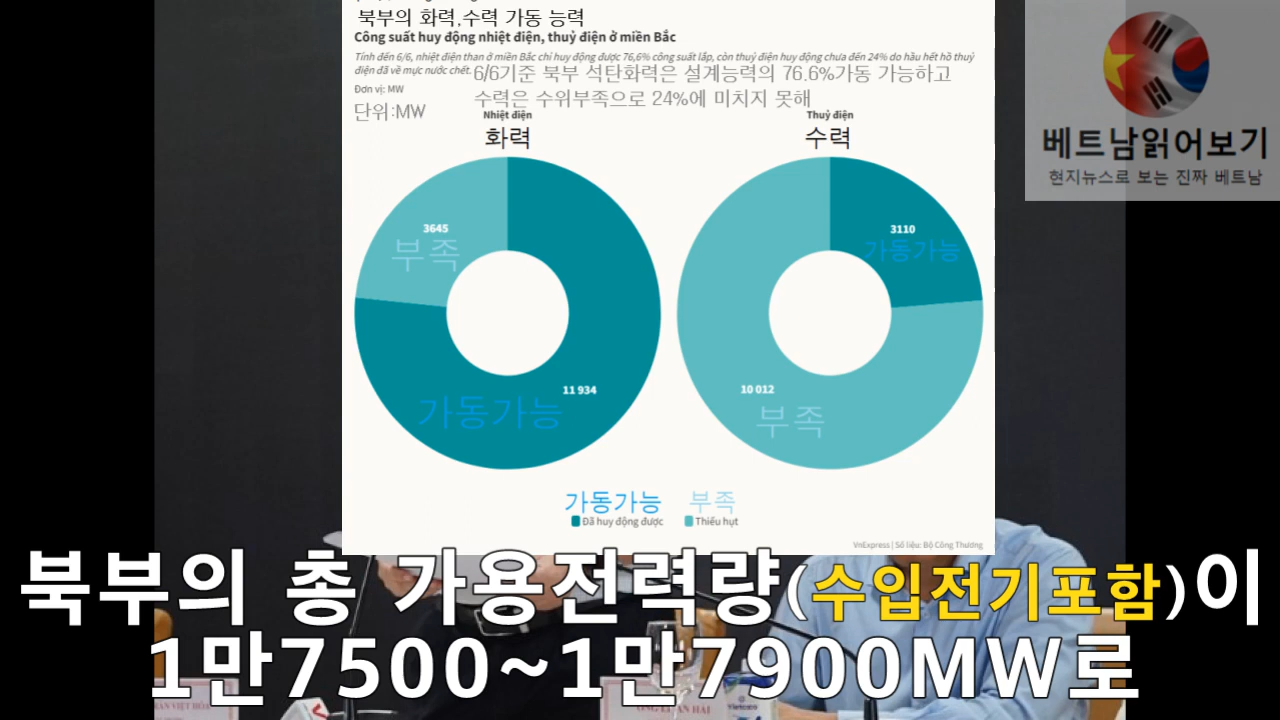 북부의 화력,수력 가동 능력
Công suất huy động nhiệt điện, thuỷ điện ở miền Bắc
Tính đến 6/6, nhiệt điện than ở miền Bắc chỉ huy động được 76,6% công suất lắp, còn thuỷ điện huy động chưa đến 24% do hầu hết hồ thuỷ
điện đã về mực nước chết.
6/6기준 북부 석탄화력은 설계능력의 76.6%가동 가능하고
Đơn vị: MW
수력은 수위부족으로 24%에 미치지 못해
단위:MW
Nhiệt điện
화력
Thuỷ điện
수력
베트남읽어보기
현지뉴스로 보는 진짜 베트남
3645
부족
11 934
가동가능
3110
가동가능
10 012
부족
가동가능 부족
Đã huy động được Thiếu hụt
VnExpress | Số liệu: Bộ Công Thương
북부의 총 가용전력량(수입전기포함)이
1만7500~1만7900MW로